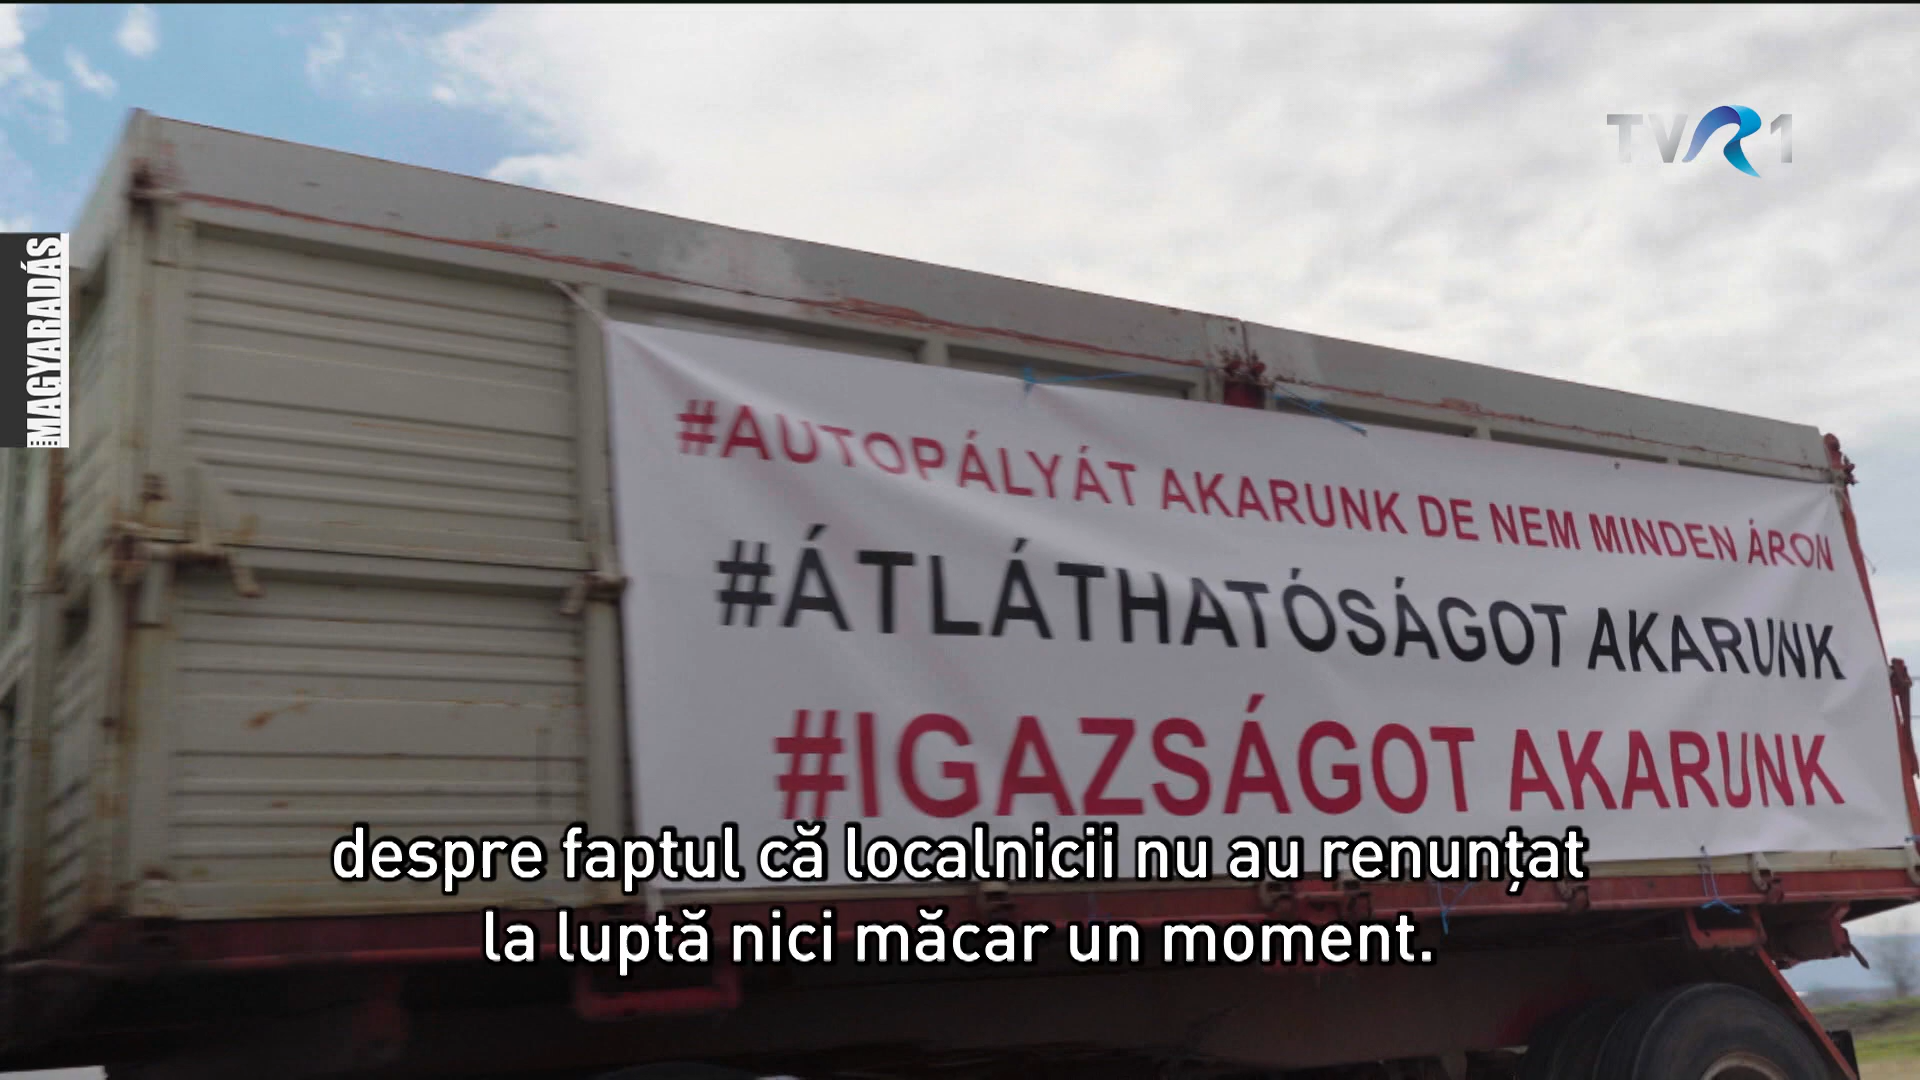 TVR1
MAGYARADÁS
#AUTOPÁLYÁT AKARUNK DE NEM MINDEN ÁRON
#ÁTLÁTHATÓSÁGOT AKARUNK
#IGAZSÁGOT AKARUNK
despre faptul că localnicii nu au renunțat
la luptă nici măcar un moment.